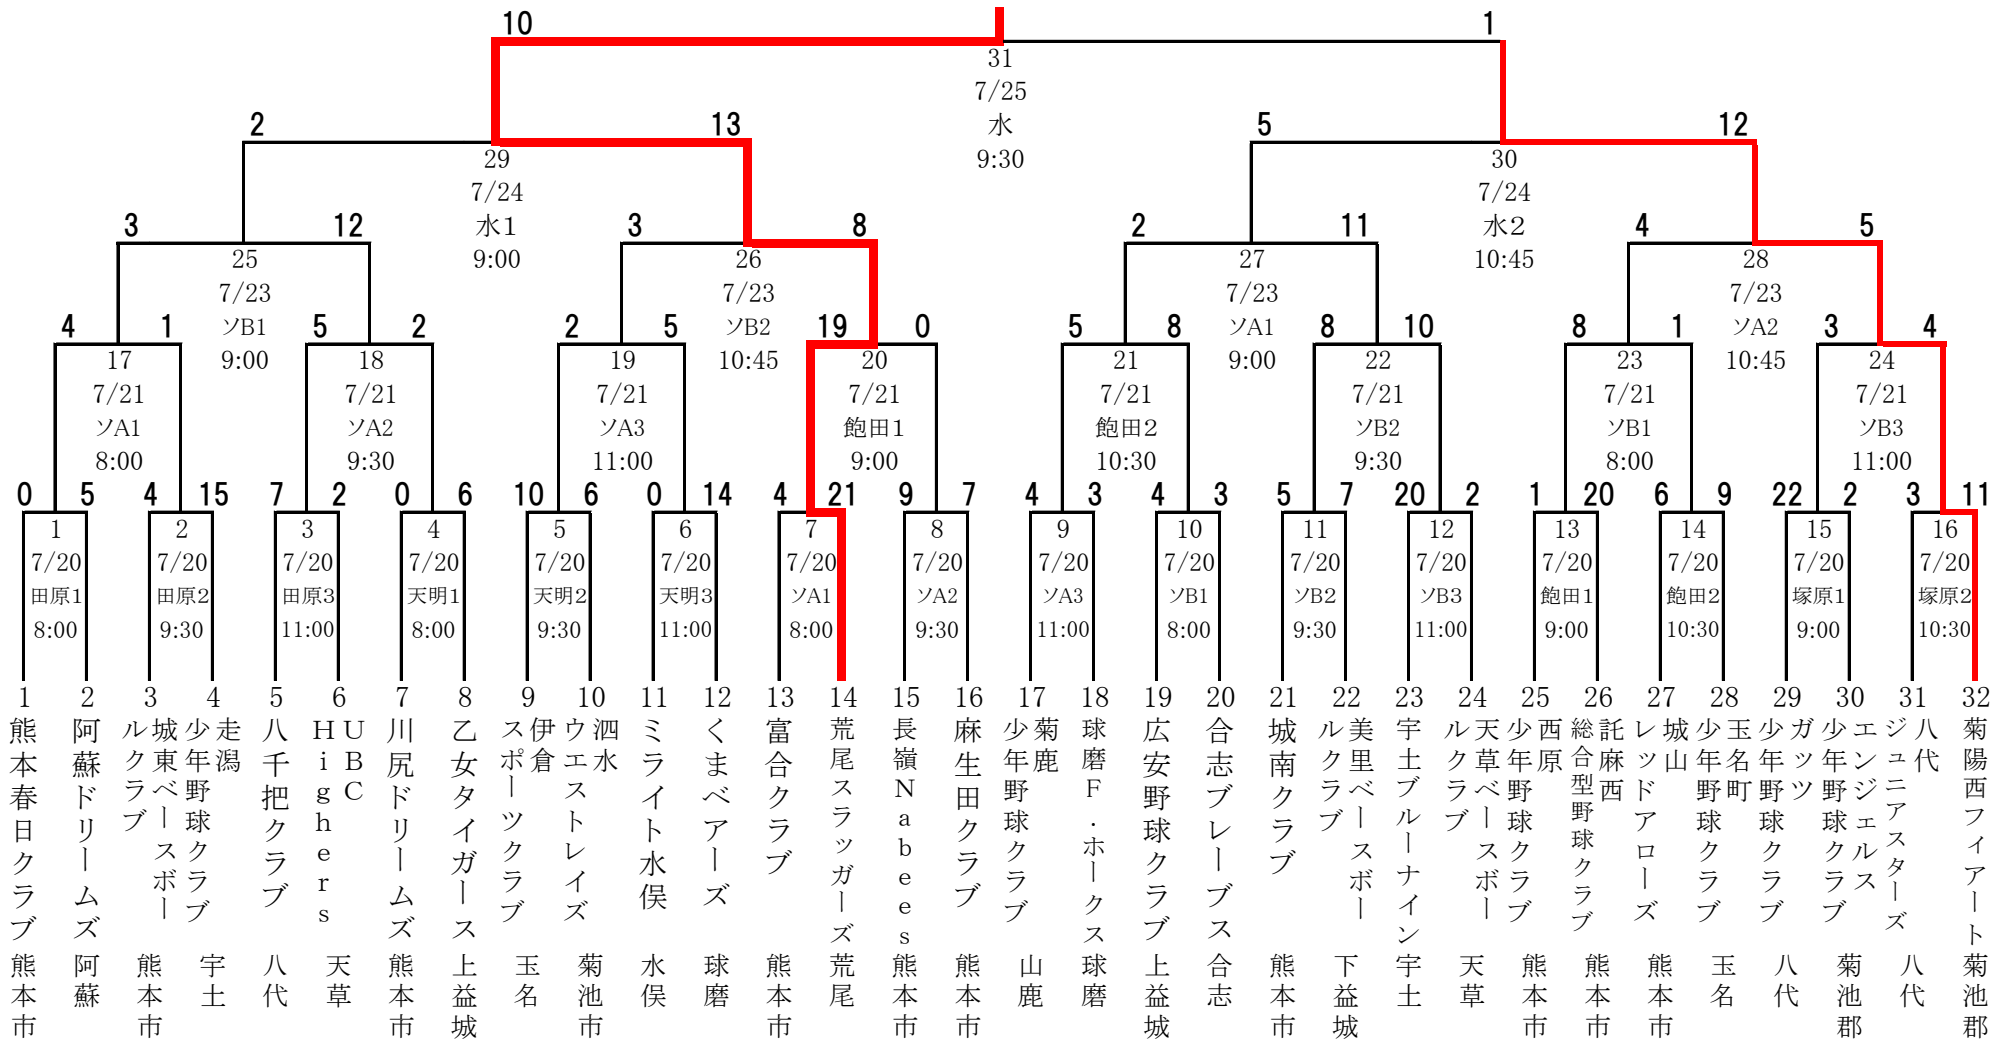 10 1
31
7/25
水
9:30
2 13 5 12
29 30
7/24 7/24
水1 水2
9:00 10:45
3 12 3 8 2 11 4 5
25 26 27 28
7/23 7/23 7/23 7/23
ソB1 ソB2 ソA1 ソA2
9:00 10:45 9:00 10:45
4 1 5 2 2 5 19 0 5 8 8 10 8 1 3 4
17 18 19 20 21 22 23 24
7/21 7/21 7/21 7/21 7/21 7/21 7/21 7/21
ソA1 ソA2 ソA3 飽田1 飽田2 ソB2 ソB1 ソB3
8:00 9:30 11:00 9:00 10:30 9:30 8:00 11:00
0 5 4 15 7 2 0 6 10 6 0 14 4 21 9 7 4 3 4 3 5 7 20 2 1 20 6 9 22 2 3 11
1 2 3 4 5 6 7 8 9 10 11 12 13 14 15 16
7/20 7/20 7/20 7/20 7/20 7/20 7/20 7/20 7/20 7/20 7/20 7/20 7/20 7/20 7/20 7/20
田原1 田原2 田原3 天明1 天明2 天明3 ソA1 ソA2 ソA3 ソB1 ソB2 ソB3 飽田1 飽田2 塚原1 塚原2
8:00 9:30 11:00 8:00 9:30 11:00 8:00 9:30 11:00 8:00 9:30 11:00 9:00 10:30 9:00 10:30
1 熊本春日クラブ 熊本市
2 阿蘇ドリームズ 阿蘇
3 城東ベースボールクラブ 熊本市
4 走潟少年野球クラブ 宇土
5 八千把クラブ 八代
6 UBCHighers 天草
7 川尻ドリームズ 熊本市
8 乙女タイガース 上益城
9 伊倉スポーツクラブ 玉名
10 泗水ウエストレイズ 菊池市
11 ミライト水俣 水俣
12 くまベアーズ 球磨
13 富合クラブ 熊本市
14 荒尾スラッガーズ 荒尾
15 長嶺Nabees 熊本市
16 麻生田クラブ 熊本市
17 菊鹿少年野球クラブ 山鹿
18 球磨F.ホークス 球磨
19 広安野球クラブ 上益城
20 合志ブレーブス 合志
21 城南クラブ 熊本市
22 美里ベースボールクラブ 下益城
23 宇土ブルーナイン 宇土
24 天草ベースボールクラブ 天草
25 西原少年野球クラブ 熊本市
26 託麻西総合型野球クラブ 熊本市
27 城山レッドアローズ 熊本市
28 玉名町少年野球クラブ 玉名
29 ガッツ少年野球クラブ 八代
30 エンジェルス少年野球クラブ 菊池郡
31 八代ジュニアスターズ 八代
32 菊陽西フィアート 菊池郡